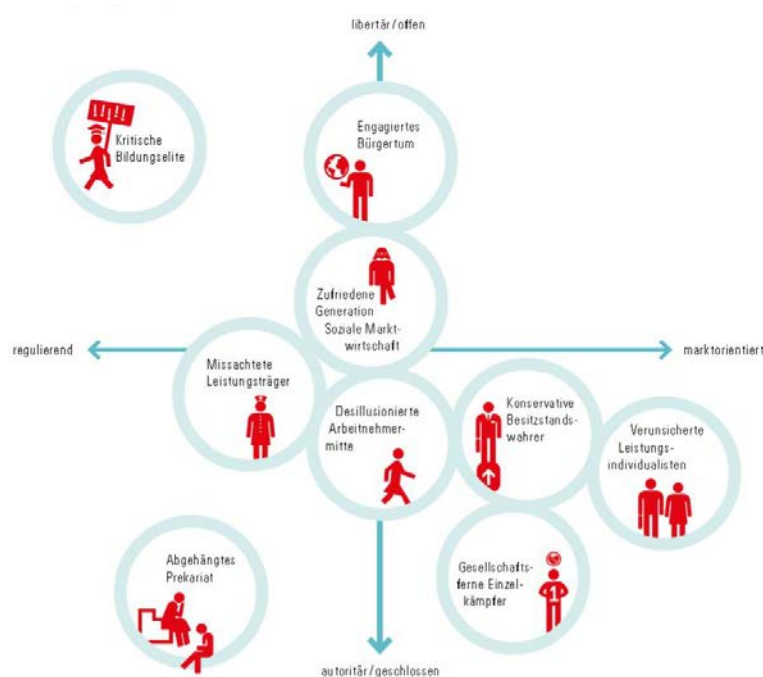 libertär/offen
Kritische
Bildungselite
Engagiertes
Bürgertum
Zufriedene
Generation
Soziale Markt-
wirtschaft
regulierend
marktorientiert
Missachtete
Leistungsträger
Desillusionierte
Arbeitnehmer-
mitte
Konservative
Besitzstands-
wahrer
Verunsicherte
Leistungs-
individualisten
Abgehängtes
Prekariat
Gesellschafts-
ferne Einzel-
kämpfer
1
autoritär/geschlossen